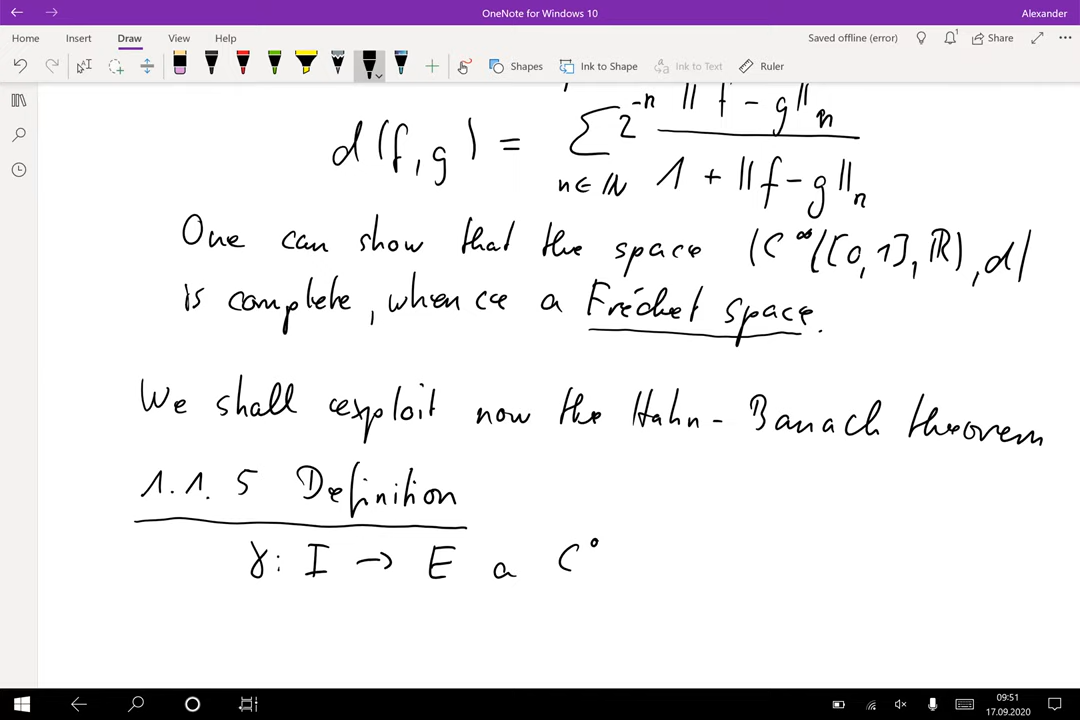 OneNote for Windows 10
Alexander
Home Insert Draw View Help
Saved offline (error)
Share
Shapes
Ink to Shape
Ink to Text
Ruler
d(f,g) = Σ 2^-n ||f - g||_n
n∈ℕ 1 + ||f-g||_n
One can show that the space (C^∞([0,1],ℝ),d)
is complete, whence a Fréchet space.
We shall exploit now the Hahn-Banach theorem
1.1.5 Definition
γ: I → E a C°
09:51
17.09.2020